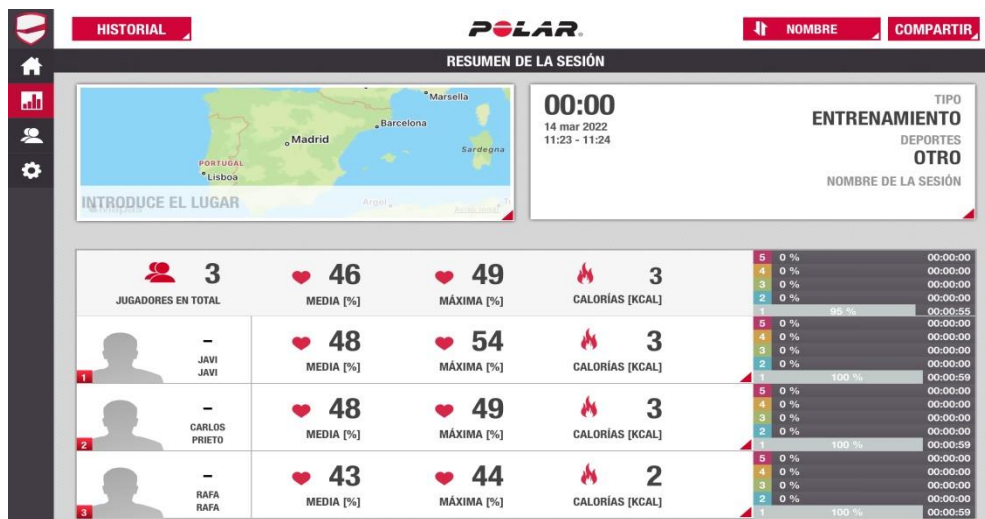 HISTORIAL
POLAR.
NOMBRE
COMPARTIR
RESUMEN DE LA SESIÓN
Marsella
Barcelona
Madrid
Sardegna
PORTUGAL
Lisboa
Argel
INTRODUCE EL LUGAR
00:00
14 mar 2022
11:23 - 11:24
TIPO
ENTRENAMIENTO
DEPORTES
OTRO
NOMBRE DE LA SESIÓN
3
JUGADORES EN TOTAL
46
MEDIA [%]
49
MÁXIMA [%]
3
CALORÍAS [KCAL]
5 0 % 00:00:00
4 0 % 00:00:00
3 0 % 00:00:00
2 0 % 00:00:00
1 95 % 00:00:55
1
–
JAVI
JAVI
48
MEDIA [%]
54
MÁXIMA [%]
3
CALORÍAS [KCAL]
5 0 % 00:00:00
4 0 % 00:00:00
3 0 % 00:00:00
2 0 % 00:00:00
1 100 % 00:00:59
2
–
CARLOS
PRIETO
48
MEDIA [%]
49
MÁXIMA [%]
3
CALORÍAS [KCAL]
5 0 % 00:00:00
4 0 % 00:00:00
3 0 % 00:00:00
2 0 % 00:00:00
1 100 % 00:00:59
3
–
RAFA
RAFA
43
MEDIA [%]
44
MÁXIMA [%]
2
CALORÍAS [KCAL]
5 0 % 00:00:00
4 0 % 00:00:00
3 0 % 00:00:00
2 0 % 00:00:00
1 100 % 00:00:59